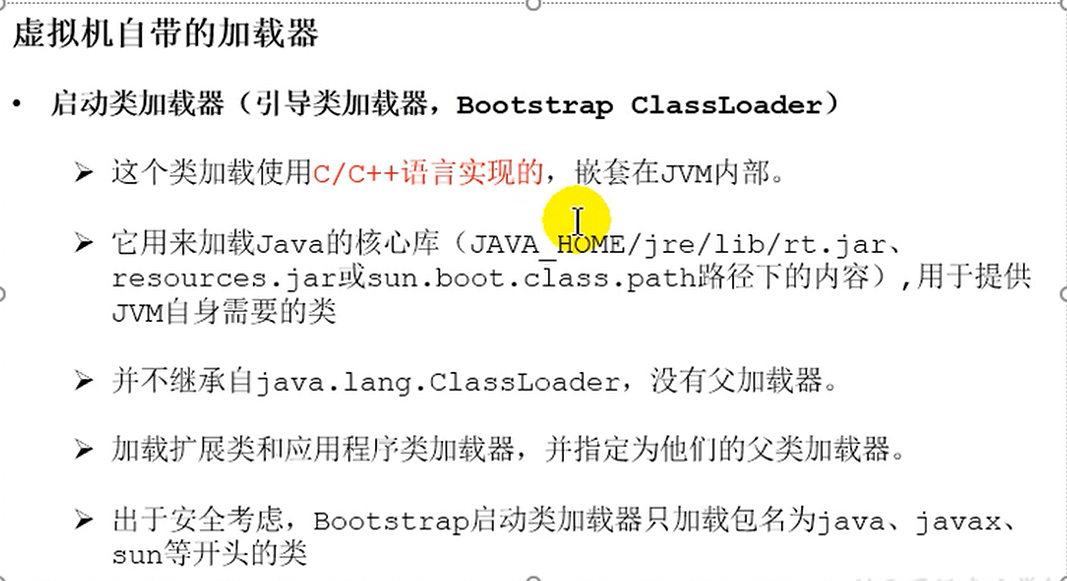 虚拟机自带的加载器
• 启动类加载器（引导类加载器，Bootstrap ClassLoader）
➢ 这个类加载使用C/C++语言实现的，嵌套在JVM内部。
➢ 它用来加载Java的核心库（JAVA_HOME/jre/lib/rt.jar、
resources.jar或sun.boot.class.path路径下的内容）,用于提供
JVM自身需要的类
➢ 并不继承自java.lang.ClassLoader，没有父加载器。
➢ 加载扩展类和应用程序类加载器，并指定为他们的父类加载器。
➢ 出于安全考虑，Bootstrap启动类加载器只加载包名为java、javax、
sun等开头的类